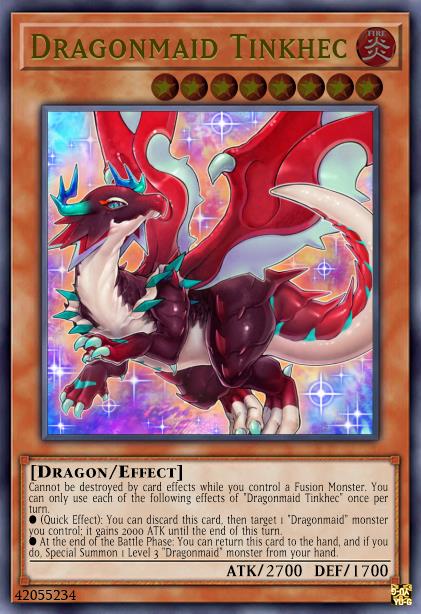 DRAGONMAID TINKHEC
FIRE
炎
[DRAGON/EFFECT]
Cannot be destroyed by card effects while you control a Fusion Monster. You
can only use each of the following effects of "Dragonmaid Tinkhec" once per
turn.
● (Quick Effect): You can discard this card, then target 1 "Dragonmaid" monster
you control; it gains 2000 ATK until the end of this turn.
● At the end of the Battle Phase: You can return this card to the hand, and if you
do, Special Summon 1 Level 3 "Dragonmaid" monster from your hand.
ATK/2700 DEF/1700
42055234